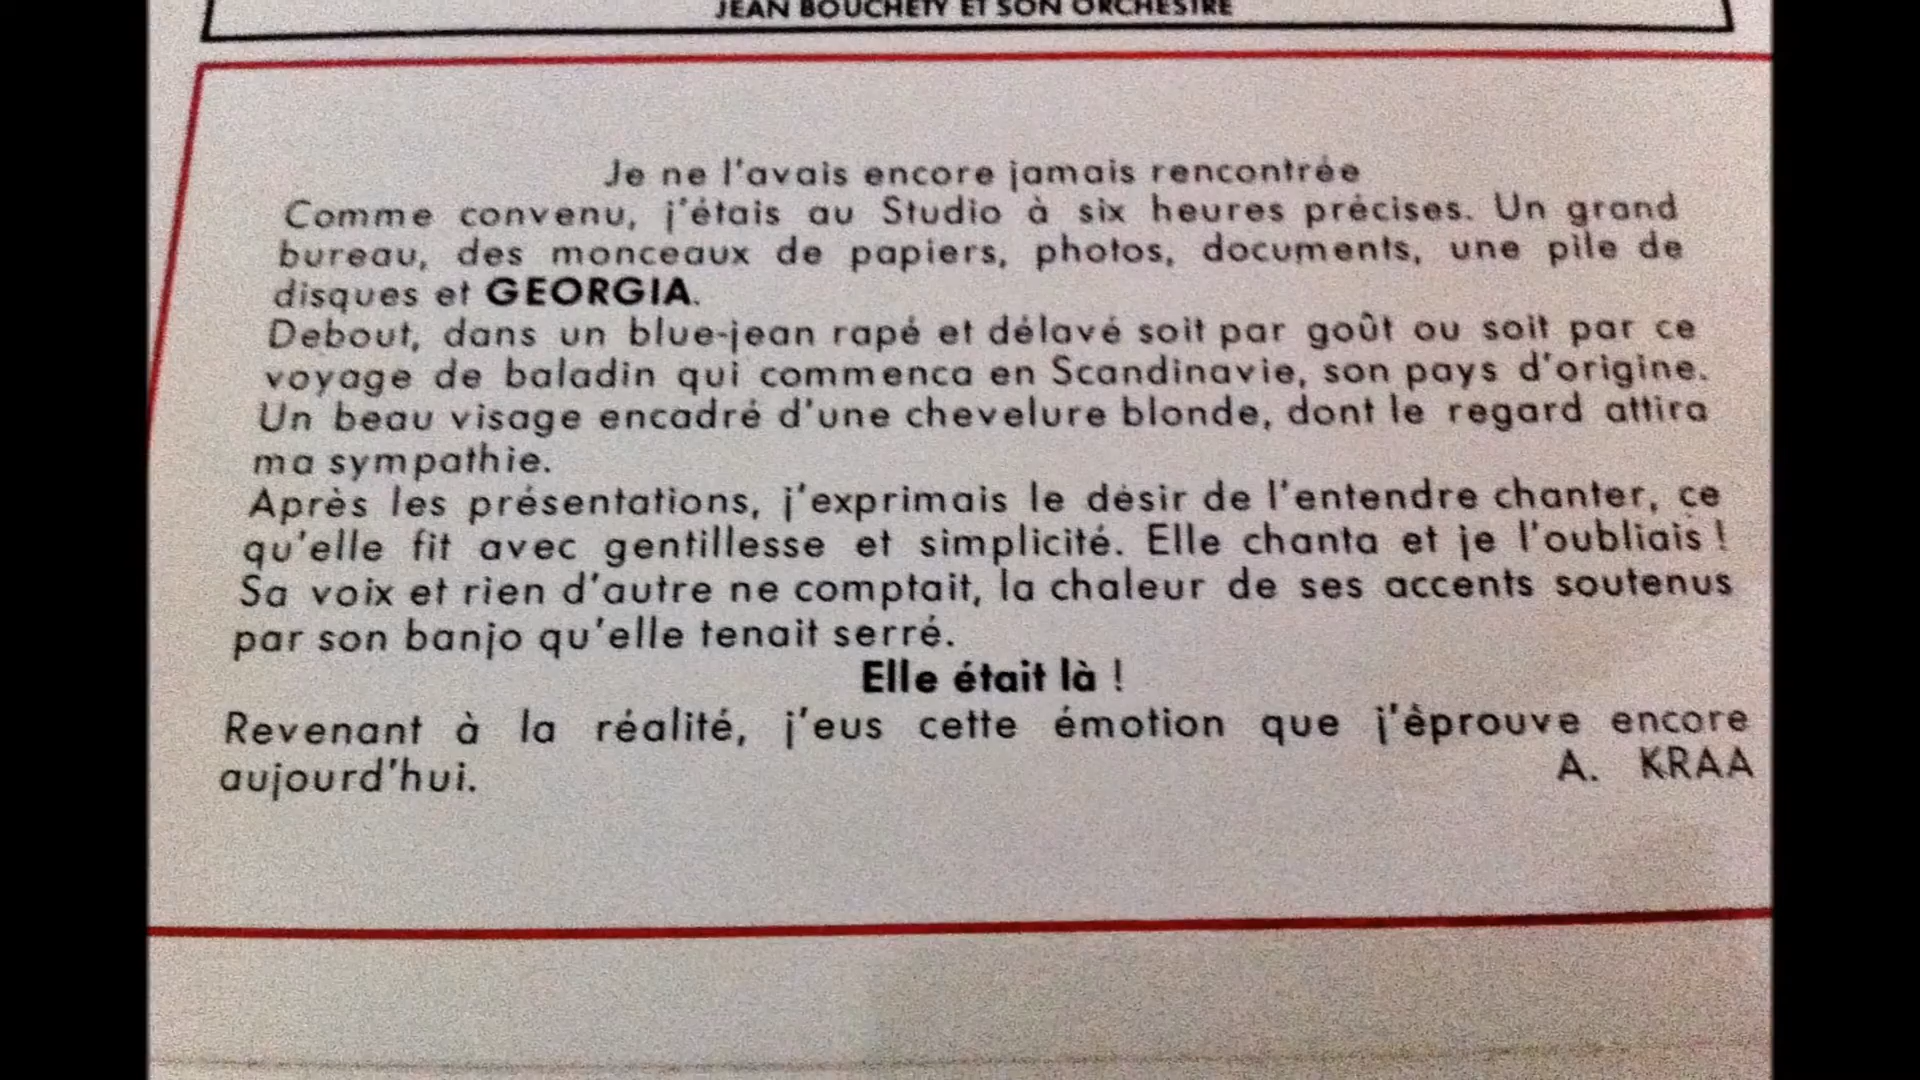 JEAN BOUCHETY ET SON ORCHESTRE
Je ne l'avais encore jamais rencontrée
Comme convenu, j'étais au Studio à six heures précises. Un grand
bureau, des monceaux de papiers, photos, documents, une pile de
disques et GEORGIA.
Debout, dans un blue-jean rapé et délavé soit par goût ou soit par ce
voyage de baladin qui commenca en Scandinavie, son pays d'origine.
Un beau visage encadré d'une chevelure blonde, dont le regard attira
ma sympathie.
Après les présentations, j'exprimais le désir de l'entendre chanter, ce
qu'elle fit avec gentillesse et simplicité. Elle chanta et je l'oubliais !
Sa voix et rien d'autre ne comptait, la chaleur de ses accents soutenus
par son banjo qu'elle tenait serré.
Elle était là !
Revenant à la réalité, j'eus cette émotion que j'êprouve encore
aujourd'hui.
A. KRAA